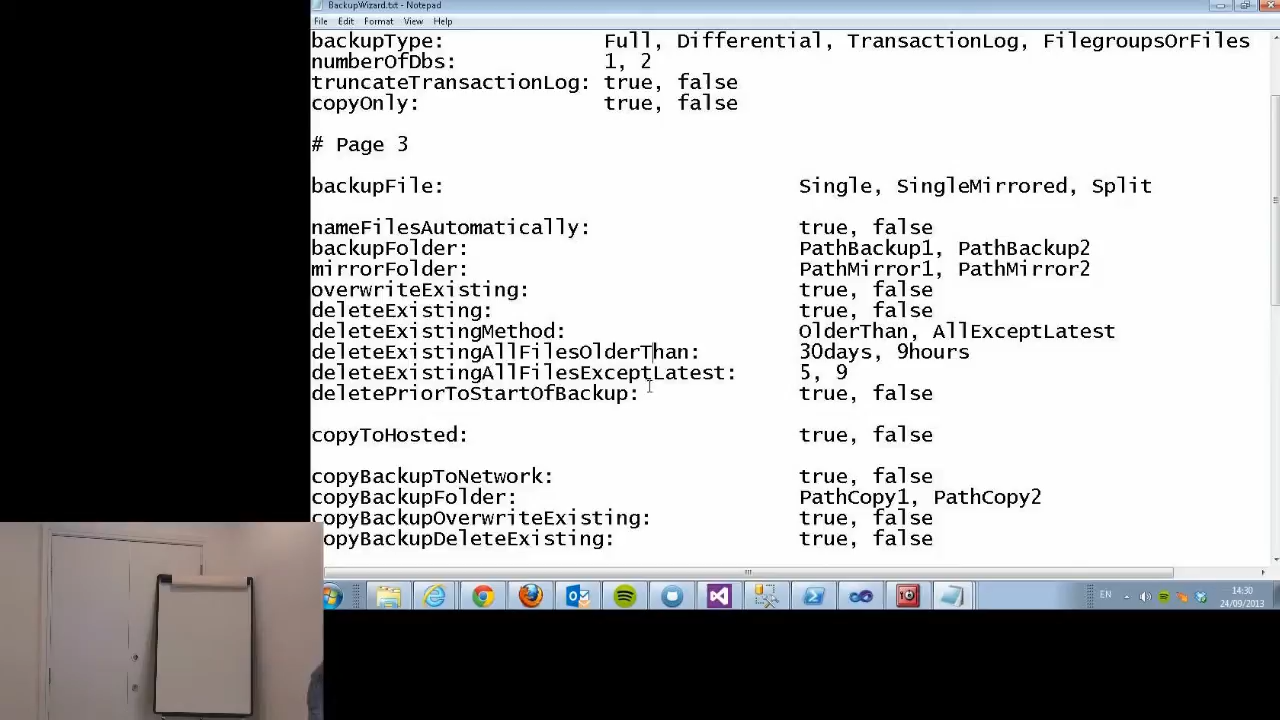 BackupWizard.txt - Notepad
File Edit Format View Help
backupType: Full, Differential, TransactionLog, FilegroupsOrFiles
numberOfDbs: 1, 2
truncateTransactionLog: true, false
copyOnly: true, false
# Page 3
backupFile: Single, SingleMirrored, Split
nameFilesAutomatically: true, false
backupFolder: PathBackup1, PathBackup2
mirrorFolder: PathMirror1, PathMirror2
overwriteExisting: true, false
deleteExisting: true, false
deleteExistingMethod: OlderThan, AllExceptLatest
deleteExistingAllFilesOlderThan: 30days, 9hours
deleteExistingAllFilesExceptLatest: 5, 9
deletePriorToStartOfBackup: true, false
copyToHosted: true, false
copyBackupToNetwork: true, false
copyBackupFolder: PathCopy1, PathCopy2
copyBackupOverwriteExisting: true, false
copyBackupDeleteExisting: true, false
EN 14:30
24/09/2013